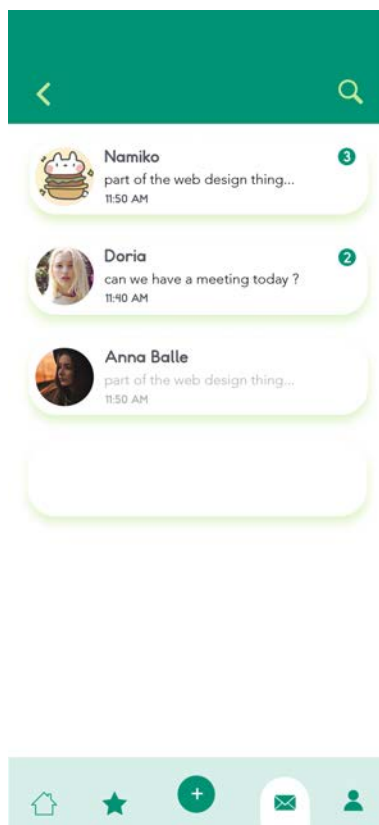 Namiko
3
part of the web design thing...
11:50 AM
Doria
2
can we have a meeting today ?
11:40 AM
Anna Balle
part of the web design thing...
11:50 AM